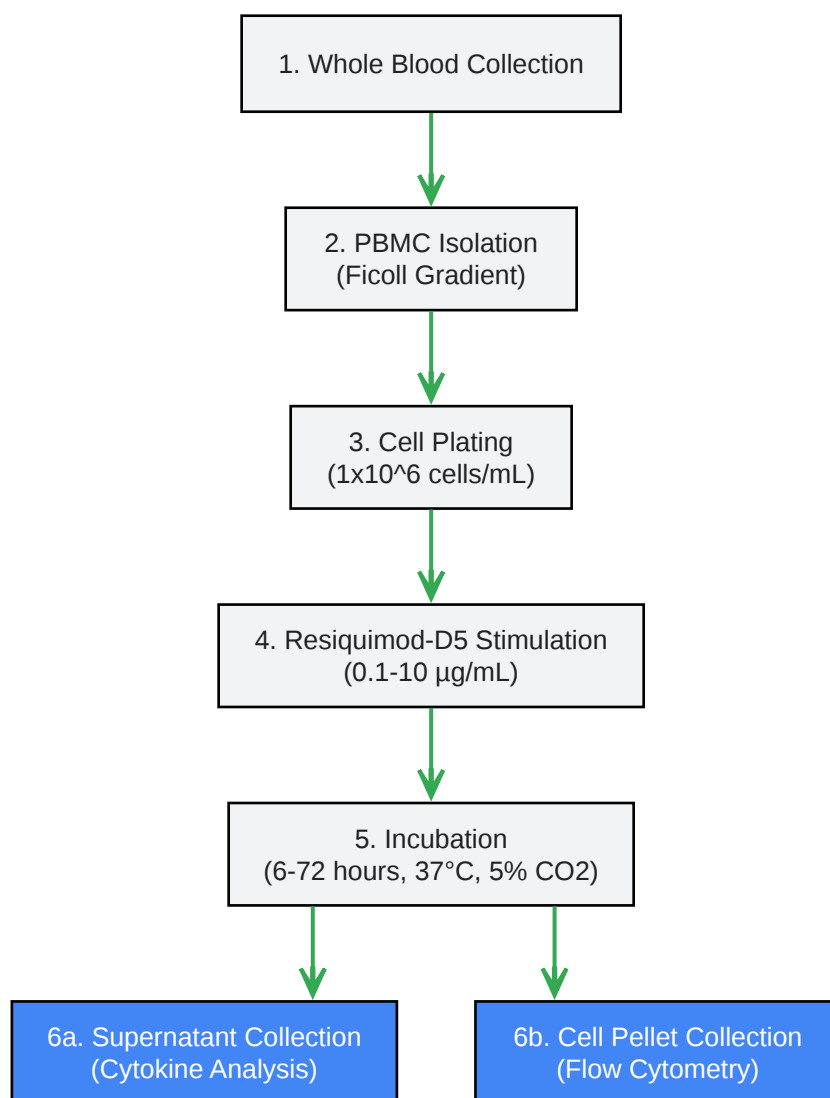 1. Whole Blood Collection
2. PBMC Isolation
(Ficoll Gradient)
3. Cell Plating
(1x10^6 cells/mL)
4. Resiquimod-D5 Stimulation
(0.1-10 µg/mL)
5. Incubation
(6-72 hours, 37°C, 5% CO2)
6a. Supernatant Collection
(Cytokine Analysis)
6b. Cell Pellet Collection
(Flow Cytometry)